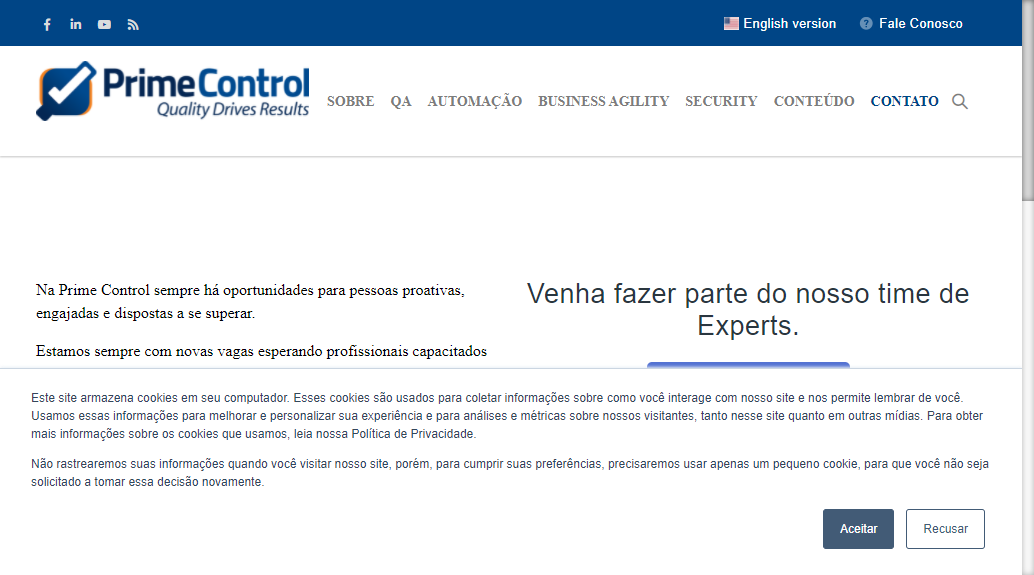 English version
Fale Conosco
PrimeControl
Quality Drives Results
SOBRE QA AUTOMAÇÃO BUSINESS AGILITY SECURITY CONTEÚDO CONTATO
Na Prime Control sempre há oportunidades para pessoas proativas,
engajadas e dispostas a se superar.
Estamos sempre com novas vagas esperando profissionais capacitados
Venha fazer parte do nosso time de
Experts.
Este site armazena cookies em seu computador. Esses cookies são usados para coletar informações sobre como você interage com nosso site e nos permite lembrar de você.
Usamos essas informações para melhorar e personalizar sua experiência e para análises e métricas sobre nossos visitantes, tanto nesse site quanto em outras mídias. Para obter
mais informações sobre os cookies que usamos, leia nossa Política de Privacidade.
Não rastrearemos suas informações quando você visitar nosso site, porém, para cumprir suas preferências, precisaremos usar apenas um pequeno cookie, para que você não seja
solicitado a tomar essa decisão novamente.
Aceitar
Recusar